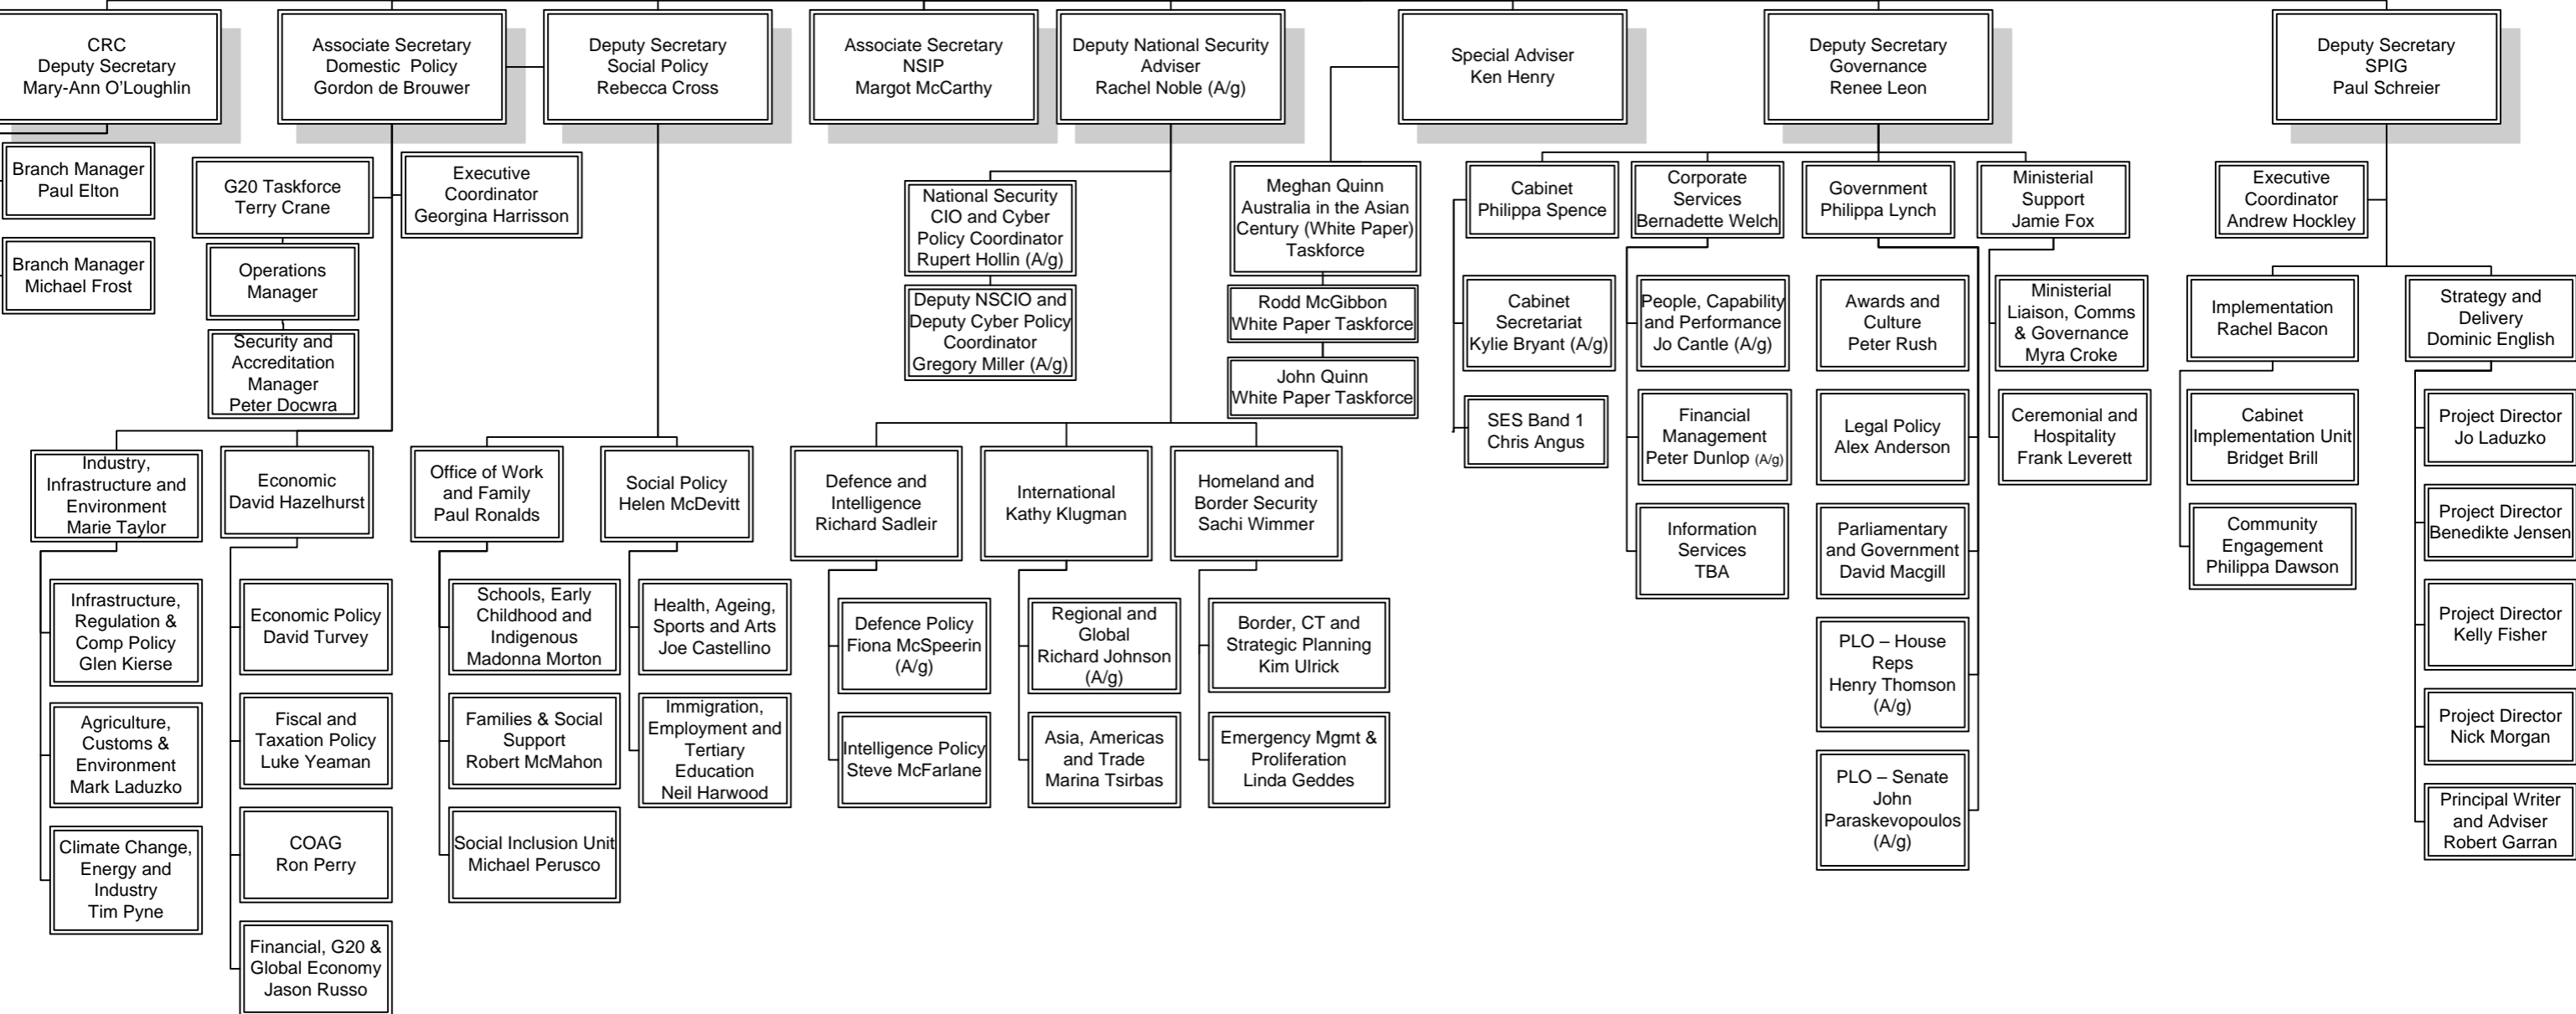 CRC
Deputy Secretary
Mary-Ann O'Loughlin
Associate Secretary
Domestic  Policy
Gordon de Brouwer
Deputy Secretary
Social Policy
Rebecca Cross
Associate Secretary
NSIP
Margot McCarthy
Deputy National Security
Adviser
Rachel Noble (A/g)
Special Adviser
Ken Henry
Deputy Secretary
Governance
Renee Leon
Deputy Secretary
SPIG
Paul Schreier
Branch Manager
Paul Elton
Branch Manager
Michael Frost
G20 Taskforce
Terry Crane
Executive
Coordinator
Georgina Harrisson
Operations
Manager
Security and
Accreditation
Manager
Peter Docwra
Industry,
Infrastructure and
Environment
Marie Taylor
Infrastructure,
Regulation &
Comp Policy
Glen Kierse
Agriculture,
Customs &
Environment
Mark Laduzko
Climate Change,
Energy and
Industry
Tim Pyne
Economic
David Hazelhurst
Economic Policy
David Turvey
Fiscal and
Taxation Policy
Luke Yeaman
COAG
Ron Perry
Financial, G20 &
Global Economy
Jason Russo
Office of Work
and Family
Paul Ronalds
Schools, Early
Childhood and
Indigenous
Madonna Morton
Families & Social
Support
Robert McMahon
Social Inclusion Unit
Michael Perusco
Social Policy
Helen McDevitt
Health, Ageing,
Sports and Arts
Joe Castellino
Immigration,
Employment and
Tertiary
Education
Neil Harwood
National Security
CIO and Cyber
Policy Coordinator
Rupert Hollin (A/g)
Deputy NSCIO and
Deputy Cyber Policy
Coordinator
Gregory Miller (A/g)
Defence and
Intelligence
Richard Sadleir
Defence Policy
Fiona McSpeerin
(A/g)
Intelligence Policy
Steve McFarlane
International
Kathy Klugman
Regional and
Global
Richard Johnson
(A/g)
Asia, Americas
and Trade
Marina Tsirbas
Homeland and
Border Security
Sachi Wimmer
Border, CT and
Strategic Planning
Kim Ulrick
Emergency Mgmt &
Proliferation
Linda Geddes
Meghan Quinn
Australia in the Asian
Century (White Paper)
Taskforce
Rodd McGibbon
White Paper Taskforce
John Quinn
White Paper Taskforce
Cabinet
Philippa Spence
Cabinet
Secretariat
Kylie Bryant (A/g)
SES Band 1
Chris Angus
Corporate
Services
Bernadette Welch
People, Capability
and Performance
Jo Cantle (A/g)
Financial
Management
Peter Dunlop (A/g)
Information
Services
TBA
Government
Philippa Lynch
Awards and
Culture
Peter Rush
Legal Policy
Alex Anderson
Parliamentary
and Government
David Macgill
PLO – House
Reps
Henry Thomson
(A/g)
PLO – Senate
John
Paraskevopoulos
(A/g)
Ministerial
Support
Jamie Fox
Ministerial
Liaison, Comms
& Governance
Myra Croke
Ceremonial and
Hospitality
Frank Leverett
Executive
Coordinator
Andrew Hockley
Implementation
Rachel Bacon
Cabinet
Implementation Unit
Bridget Brill
Community
Engagement
Philippa Dawson
Strategy and
Delivery
Dominic English
Project Director
Jo Laduzko
Project Director
Benedikte Jensen
Project Director
Kelly Fisher
Project Director
Nick Morgan
Principal Writer
and Adviser
Robert Garran